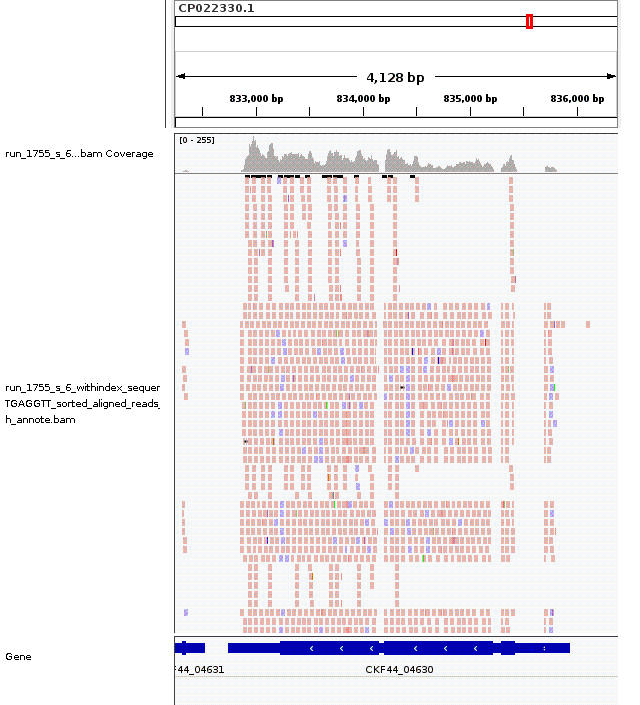 CP022330.1
4,128 bp
833,000 bp 834,000 bp 835,000 bp 836,000 bp
[0 - 255]
run_1755_s_6...bam Coverage
run_1755_s_6_withindex_sequer
TGAGGTT_sorted_aligned_reads_
h_annote.bam
Gene
F44_04631 CKF44_04630